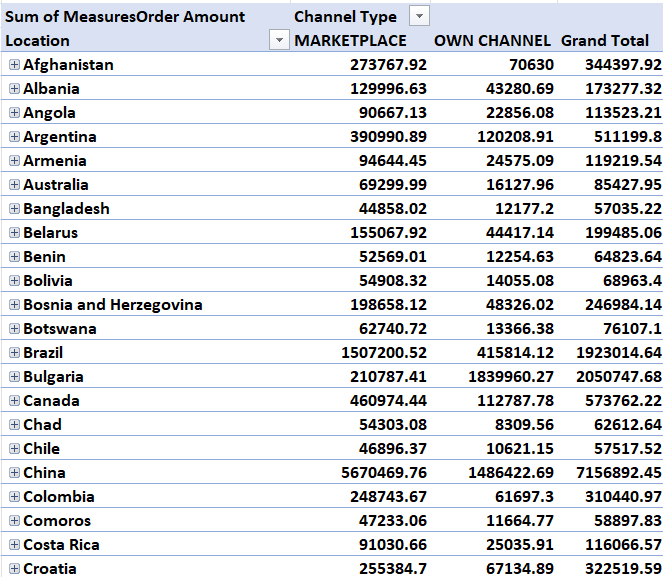 Sum of MeasuresOrder Amount Channel Type
Location MARKETPLACE OWN CHANNEL Grand Total
Afghanistan 273767.92 70630 344397.92
Albania 129996.63 43280.69 173277.32
Angola 90667.13 22856.08 113523.21
Argentina 390990.89 120208.91 511199.8
Armenia 94644.45 24575.09 119219.54
Australia 69299.99 16127.96 85427.95
Bangladesh 44858.02 12177.2 57035.22
Belarus 155067.92 44417.14 199485.06
Benin 52569.01 12254.63 64823.64
Bolivia 54908.32 14055.08 68963.4
Bosnia and Herzegovina 198658.12 48326.02 246984.14
Botswana 62740.72 13366.38 76107.1
Brazil 1507200.52 415814.12 1923014.64
Bulgaria 210787.41 1839960.27 2050747.68
Canada 460974.44 112787.78 573762.22
Chad 54303.08 8309.56 62612.64
Chile 46896.37 10621.15 57517.52
China 5670469.76 1486422.69 7156892.45
Colombia 248743.67 61697.3 310440.97
Comoros 47233.06 11664.77 58897.83
Costa Rica 91030.66 25035.91 116066.57
Croatia 255384.7 67134.89 322519.59